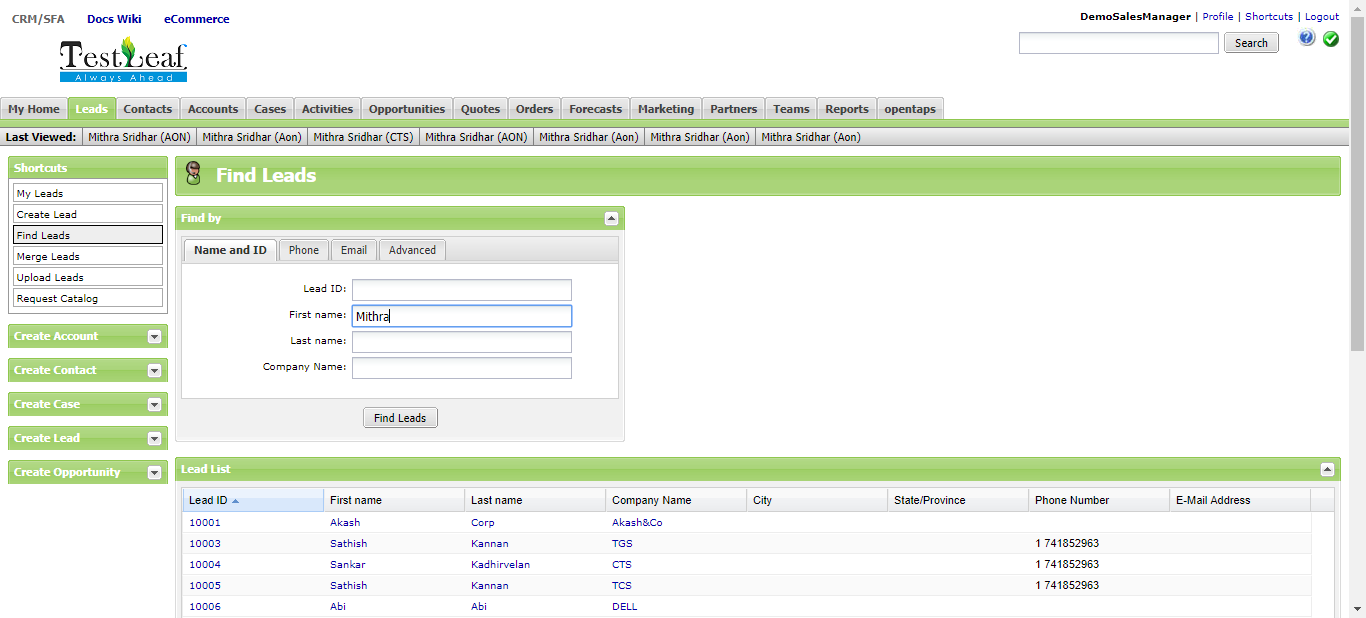 CRM/SFA Docs Wiki eCommerce
DemoSalesManager | Profile | Shortcuts | Logout
TestLeaf
Always Ahead
Search
?
My Home Leads Contacts Accounts Cases Activities Opportunities Quotes Orders Forecasts Marketing Partners Teams Reports opentaps
Last Viewed: Mithra Sridhar (AON) Mithra Sridhar (Aon) Mithra Sridhar (CTS) Mithra Sridhar (AON) Mithra Sridhar (Aon) Mithra Sridhar (Aon) Mithra Sridhar (Aon)
Shortcuts
My Leads
Create Lead
Find Leads
Merge Leads
Upload Leads
Request Catalog
Create Account
Create Contact
Create Case
Create Lead
Create Opportunity
Find Leads
Find by
Name and ID Phone Email Advanced
Lead ID:
First name: Mithra
Last name:
Company Name:
Find Leads
Lead List
Lead ID First name Last name Company Name City State/Province Phone Number E-Mail Address
10001 Akash Corp Akash&Co
10003 Sathish Kannan TGS 1 741852963
10004 Sankar Kadhirvelan CTS 1 741852963
10005 Sathish Kannan TCS 1 741852963
10006 Abi Abi DELL